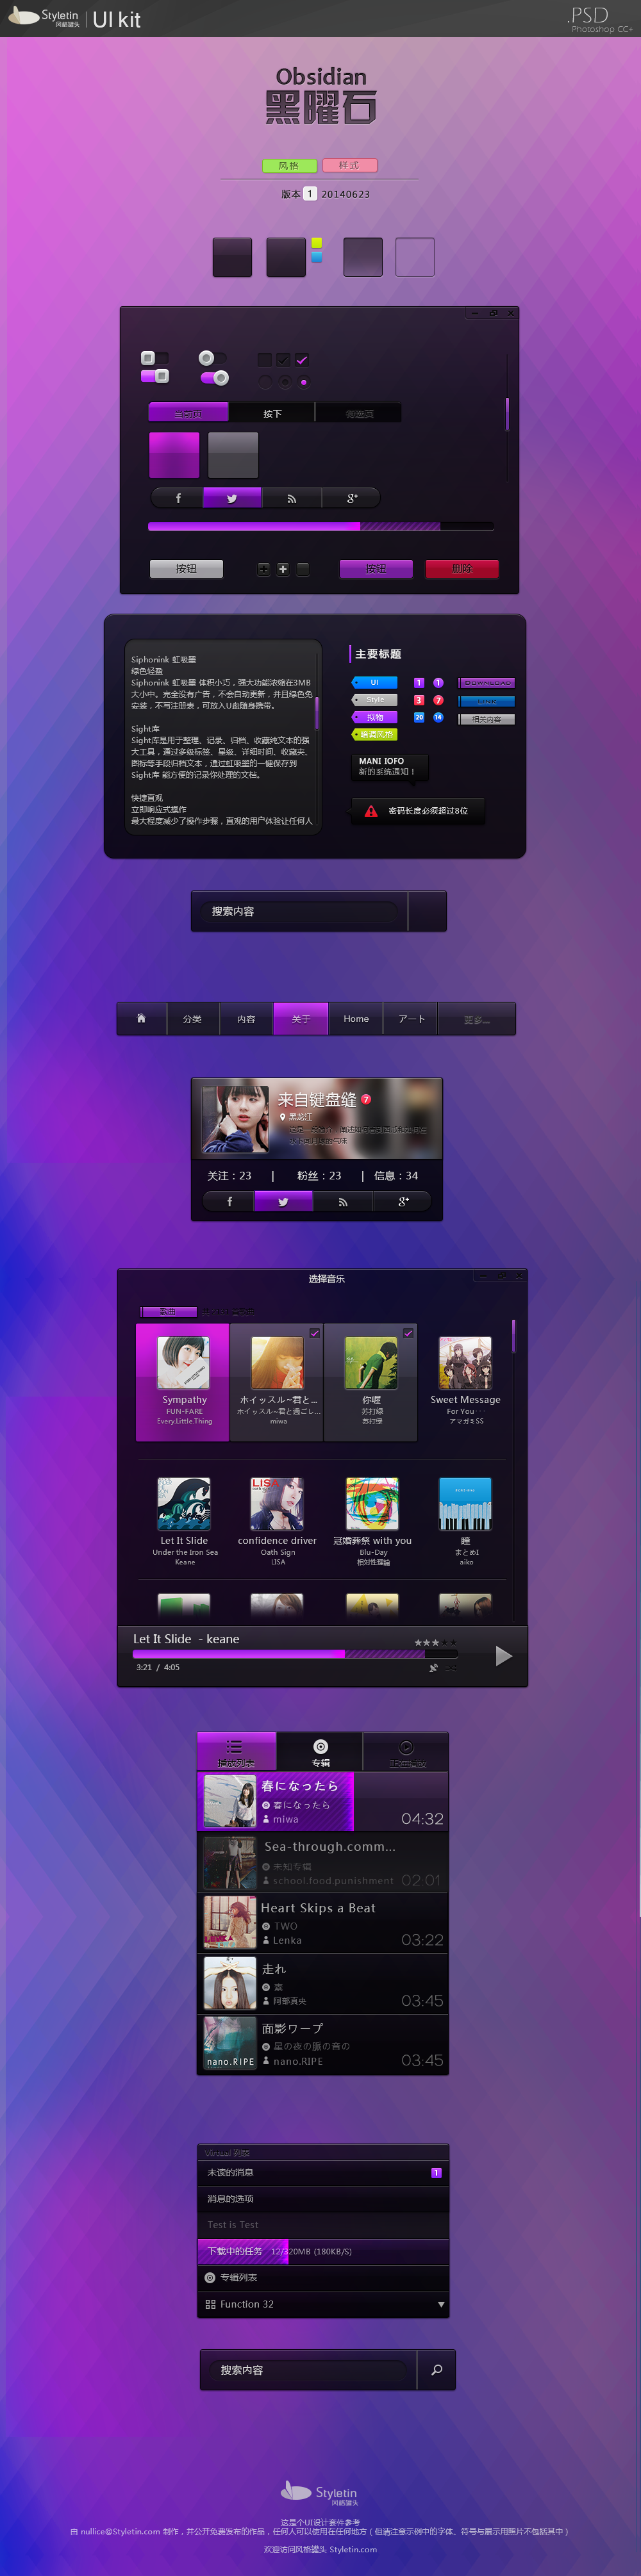 Styletin
风格罐头
UI kit
.PSD
Photoshop CC+
Obsidian
黑曜石
风格 样式
版本 1 20140623
当前页 按下 待选页
f g+
按钮 按钮 删除
Siphonink 虹吸墨
绿色轻盈
Siphonink 虹吸墨 体积小巧，强大功能浓缩在3MB
大小中。完全没有广告，不会自动更新，并且绿色免
安装，不写注册表，可放入U盘随身携带。
Sight库
Sight库是用于整理、记录、归档、收藏纯文本的强
大工具，通过多级标签、星级、详细时间、收藏夹、
图标等手段归档文本，通过虹吸墨的一键保存到
Sight库 能方便的记录你处理的文档。
快捷直观
立即响应式操作
最大程度减少了操作步骤，直观的用户体验让任何人
主要标题
UI 1 1 Download
Style 3 7 Link
拟物 20 14 相关内容
暗调风格
MANI IOFO
新的系统通知！
密码长度必须超过8位
搜索内容
分类 内容 关于 Home アート 更多...
来自键盘缝 7
黑龙江
关注：23 | 粉丝：23 | 信息：34
f g+
选择音乐
歌曲
Sympathy
FUN-FARE
Every.Little.Thing
ホイッスル~君と...
ホイッスル~君と過ごし...
miwa
你喔
苏打绿
苏打绿
Sweet Message
For You･･･
アマガミSS
Let It Slide
Under the Iron Sea
Keane
LISA
confidence driver
Oath Sign
LISA
冠婚葬祭 with you
Blu-Day
相対性理論
瞳
まとめI
aiko
Let It Slide - keane
3:21 / 4:05
播放列表 专辑 正在播放
春になったら
春になったら
miwa
04:32
Sea-through.comm...
未知专辑
school.food.punishment
02:01
Heart Skips a Beat
TWO
Lenka
03:22
走れ
阿部真央
03:45
面影ワープ
星の夜の脈の音の
nano.RIPE
nano.RIPE
03:45
Virtual 列表
未读的消息 1
消息的选项
Test is Test
下载中的任务 12/320MB (180KB/S)
专辑列表
Function 32
搜索内容
Styletin
风格罐头
这是个UI设计套件参考
由 nullice@Styletin.com 制作，并公开免费发布的作品，任何人可以使用在任何地方（但请注意示例中的字体、符号与展示用照片不包括其中）
欢迎访问风格罐头 Styletin.com